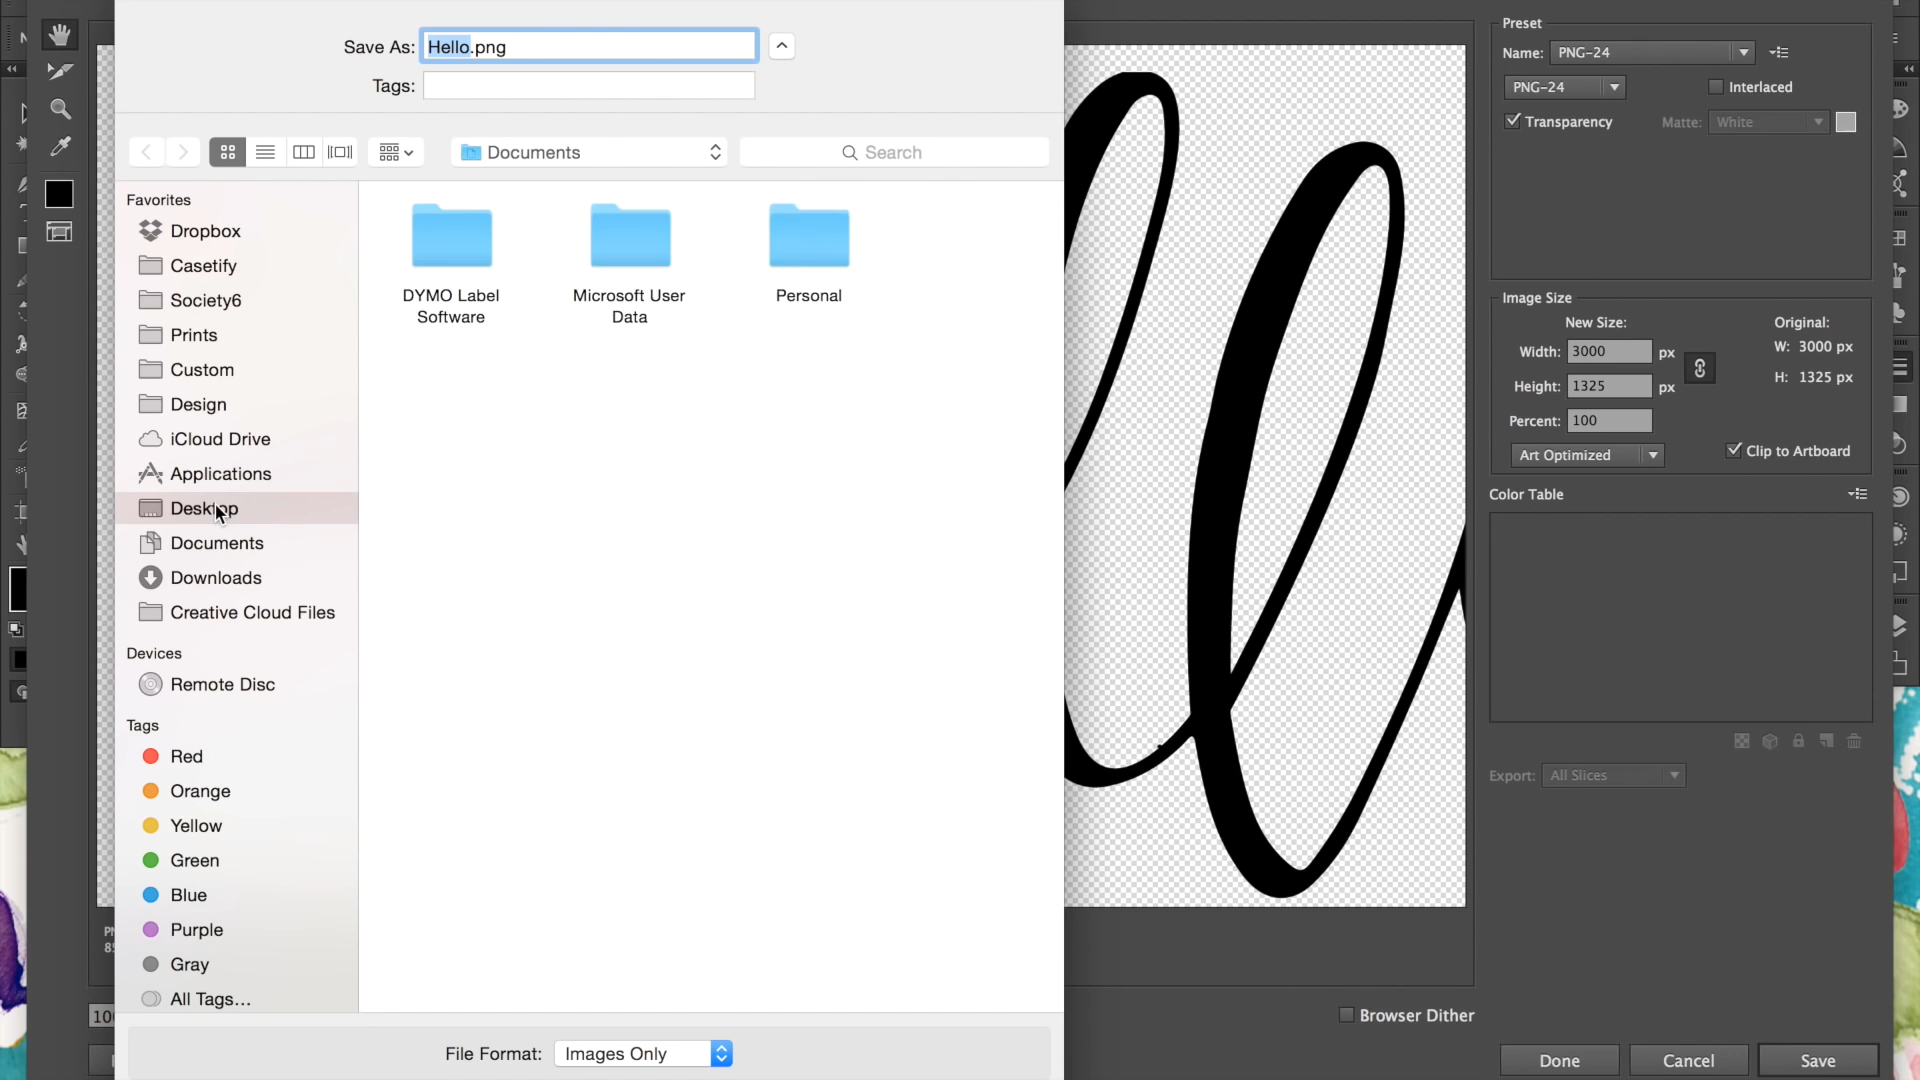 Save As: Hello.png
Tags:
Documents
Search
Favorites
Dropbox
Casetify
Society6
Prints
Custom
Design
iCloud Drive
Applications
Desktop
Documents
Downloads
Creative Cloud Files
Devices
Remote Disc
Tags
Red
Orange
Yellow
Green
Blue
Purple
Gray
All Tags...
DYMO Label
Software
Microsoft User
Data
Personal
File Format: Images Only
ll
Preset
Name: PNG-24
PNG-24
Interlaced
Transparency
Matte: White
Image Size
New Size:
Original:
Width: 3000 px
W: 3000 px
Height: 1325 px
H: 1325 px
Percent: 100
Art Optimized
Clip to Artboard
Color Table
Export: All Slices
Browser Dither
Done
Cancel
Save